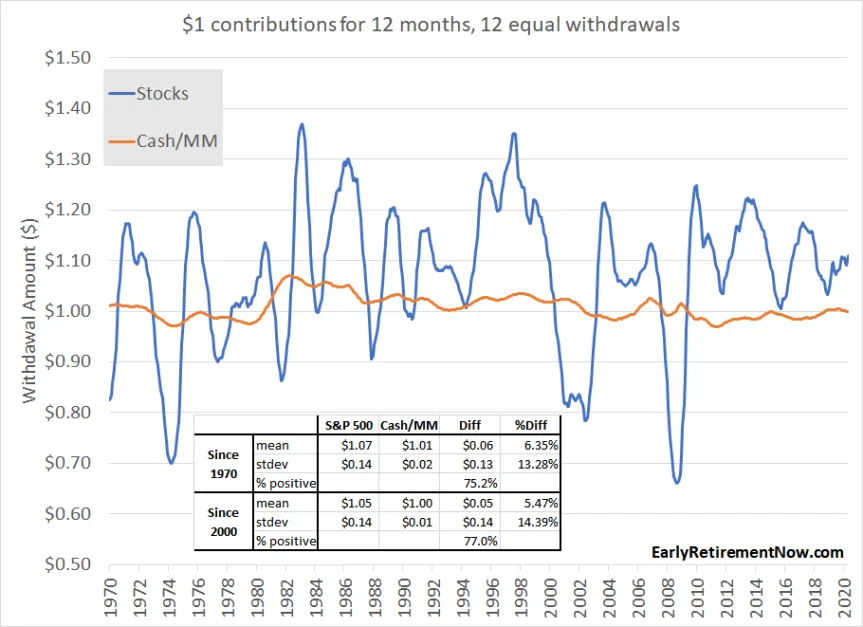 $1 contributions for 12 months, 12 equal withdrawals
$1.50
$1.40
$1.30
$1.20
$1.10
$1.00
$0.90
$0.80
$0.70
$0.60
$0.50
Withdawal Amount ($)
Stocks
Cash/MM
S&P 500 Cash/MM Diff %Diff
Since 1970
mean $1.07 $1.01 $0.06 6.35%
stdev $0.14 $0.02 $0.13 13.28%
% positive 75.2%
Since 2000
mean $1.05 $1.00 $0.05 5.47%
stdev $0.14 $0.01 $0.14 14.39%
% positive 77.0%
EarlyRetirementNow.com
1970 1972 1974 1976 1978 1980 1982 1984 1986 1988 1990 1992 1994 1996 1998 2000 2002 2004 2006 2008 2010 2012 2014 2016 2018 2020